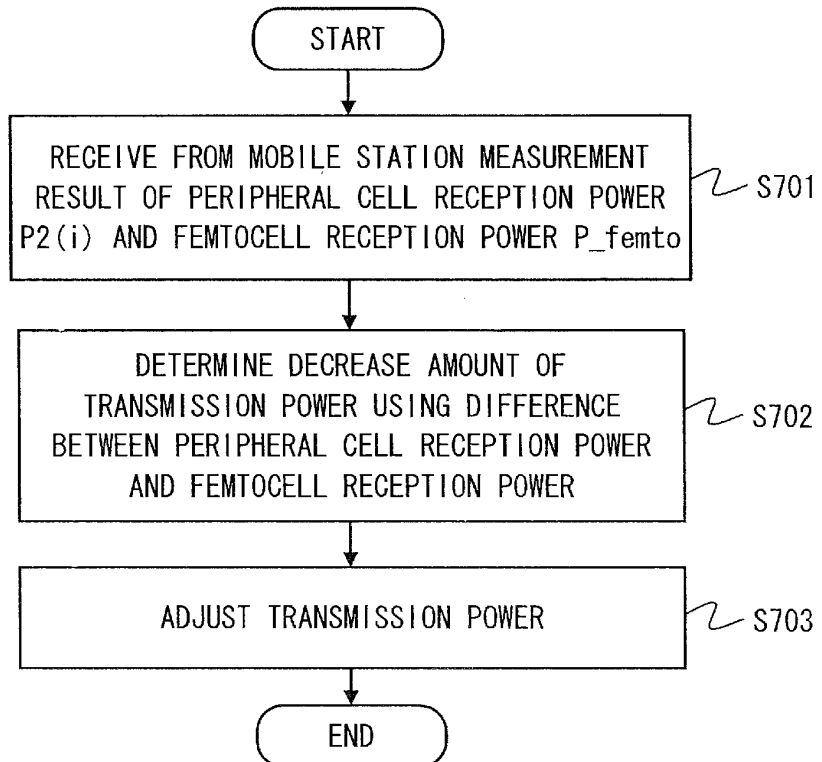 START
RECEIVE FROM MOBILE STATION MEASUREMENT
RESULT OF PERIPHERAL CELL RECEPTION POWER
P2(i) AND FEMTOCELL RECEPTION POWER P_femto
S701
DETERMINE DECREASE AMOUNT OF
TRANSMISSION POWER USING DIFFERENCE
BETWEEN PERIPHERAL CELL RECEPTION POWER
AND FEMTOCELL RECEPTION POWER
S702
ADJUST TRANSMISSION POWER
S703
END